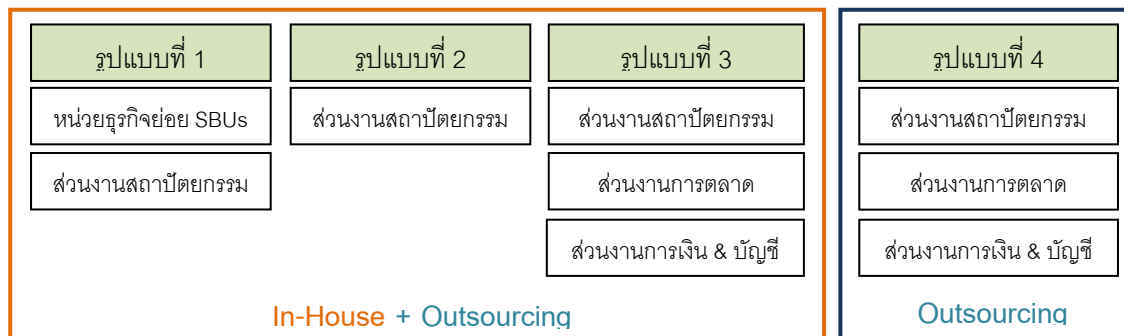 รูปแบบที่ 1
หน่วยธุรกิจย่อย SBUs
ส่วนงานสถาปัตยกรรม
รูปแบบที่ 2
ส่วนงานสถาปัตยกรรม
รูปแบบที่ 3
ส่วนงานสถาปัตยกรรม
ส่วนงานการตลาด
ส่วนงานการเงิน & บัญชี
In-House + Outsourcing
รูปแบบที่ 4
ส่วนงานสถาปัตยกรรม
ส่วนงานการตลาด
ส่วนงานการเงิน & บัญชี
Outsourcing